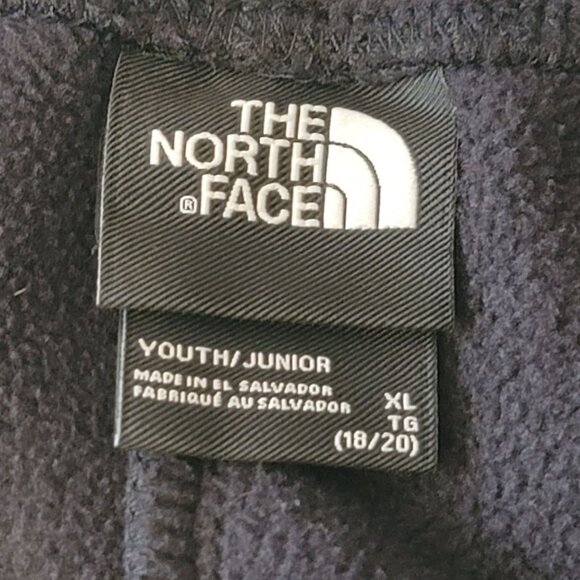 THE
NORTH
®FACE
YOUTH/JUNIOR
MADE IN EL SALVADOR
FABRIQUÉ AU SALVADOR
XL
TG
(18/20)